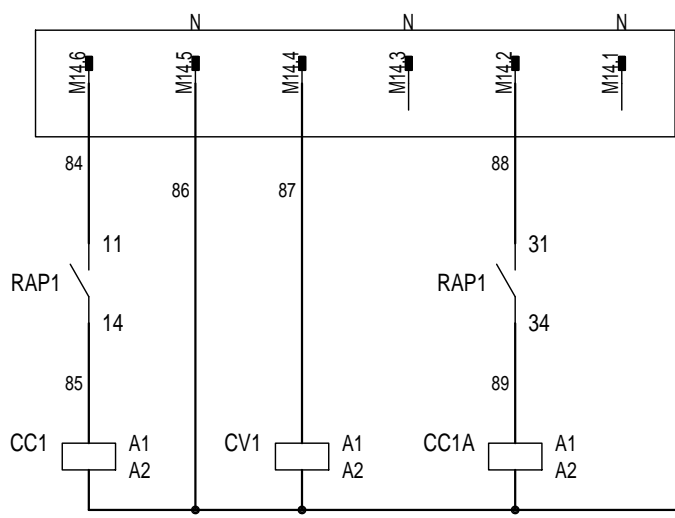 N N N
M14.6 M14.5 M14.4 M14.3 M14.2 M14.1
84 86 87 88
11 31
RAP1 RAP1
14 34
85 89
CC1 A1 CV1 A1 CC1A A1
A2 A2 A2